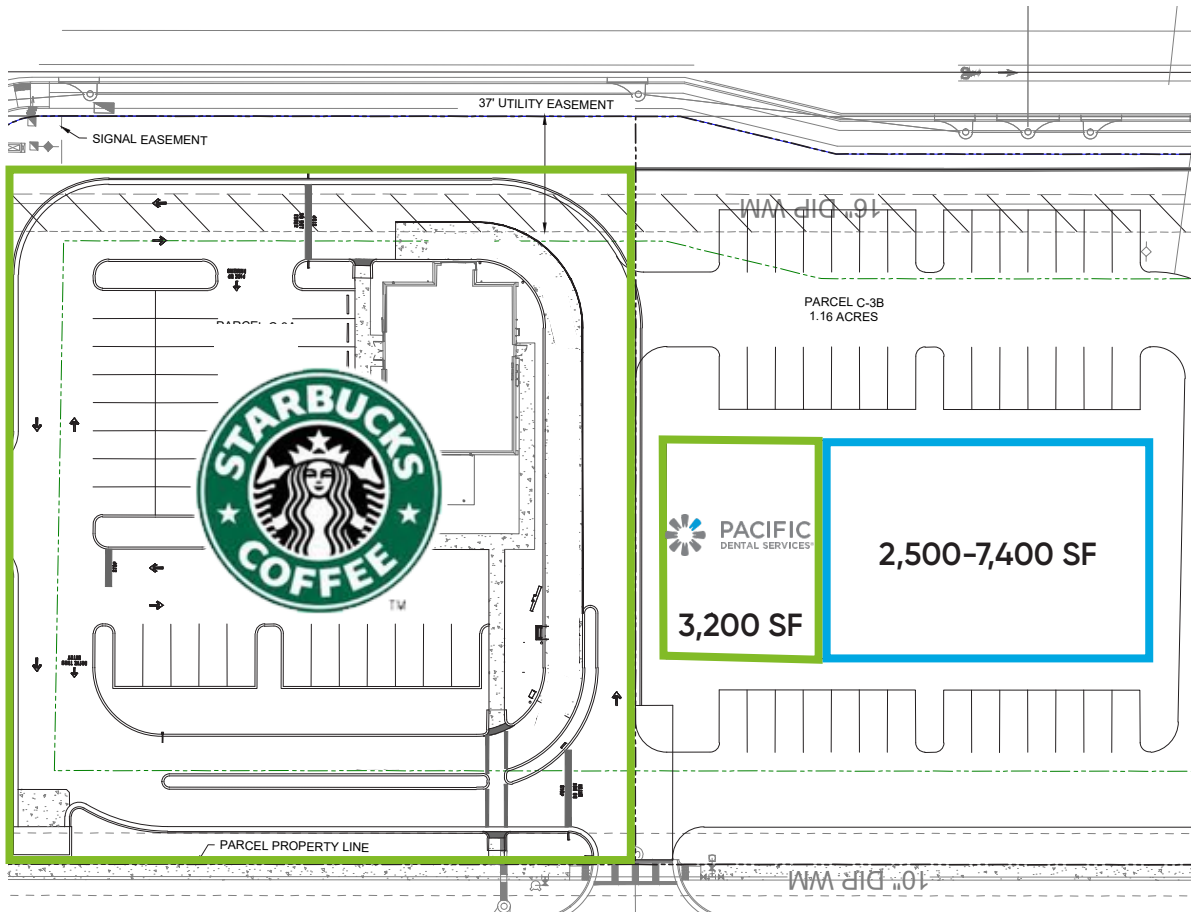 37' UTILITY EASEMENT
SIGNAL EASEMENT
16" DIP WM
PARCEL C-3B
1.16 ACRES
STARBUCKS
COFFEE
TM
PACIFIC
DENTAL SERVICES®
3,200 SF
2,500-7,400 SF
PARCEL PROPERTY LINE
10" DIP WM